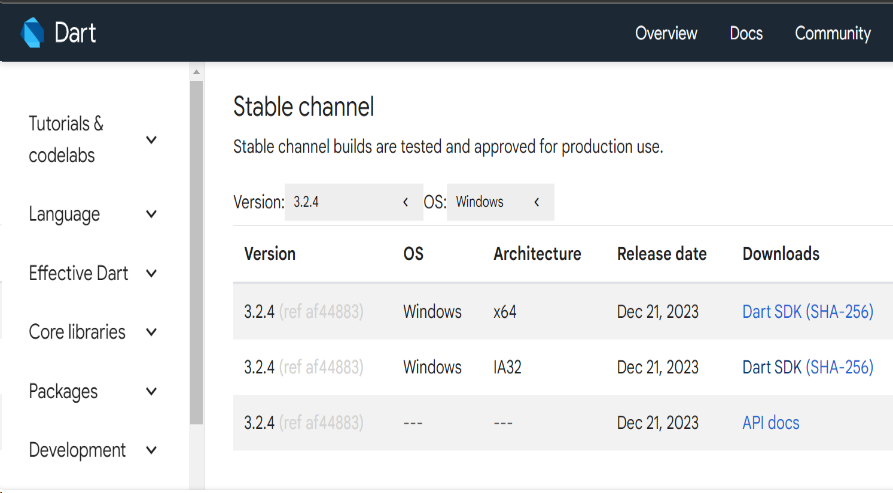 Dart
Overview Docs Community
Tutorials &
codelabs
Language
Effective Dart
Core libraries
Packages
Development
Stable channel
Stable channel builds are tested and approved for production use.
Version: 3.2.4 OS: Windows
Version OS Architecture Release date Downloads
3.2.4 (ref af44883) Windows x64 Dec 21, 2023 Dart SDK (SHA-256)
3.2.4 (ref af44883) Windows IA32 Dec 21, 2023 Dart SDK (SHA-256)
3.2.4 (ref af44883) --- --- Dec 21, 2023 API docs